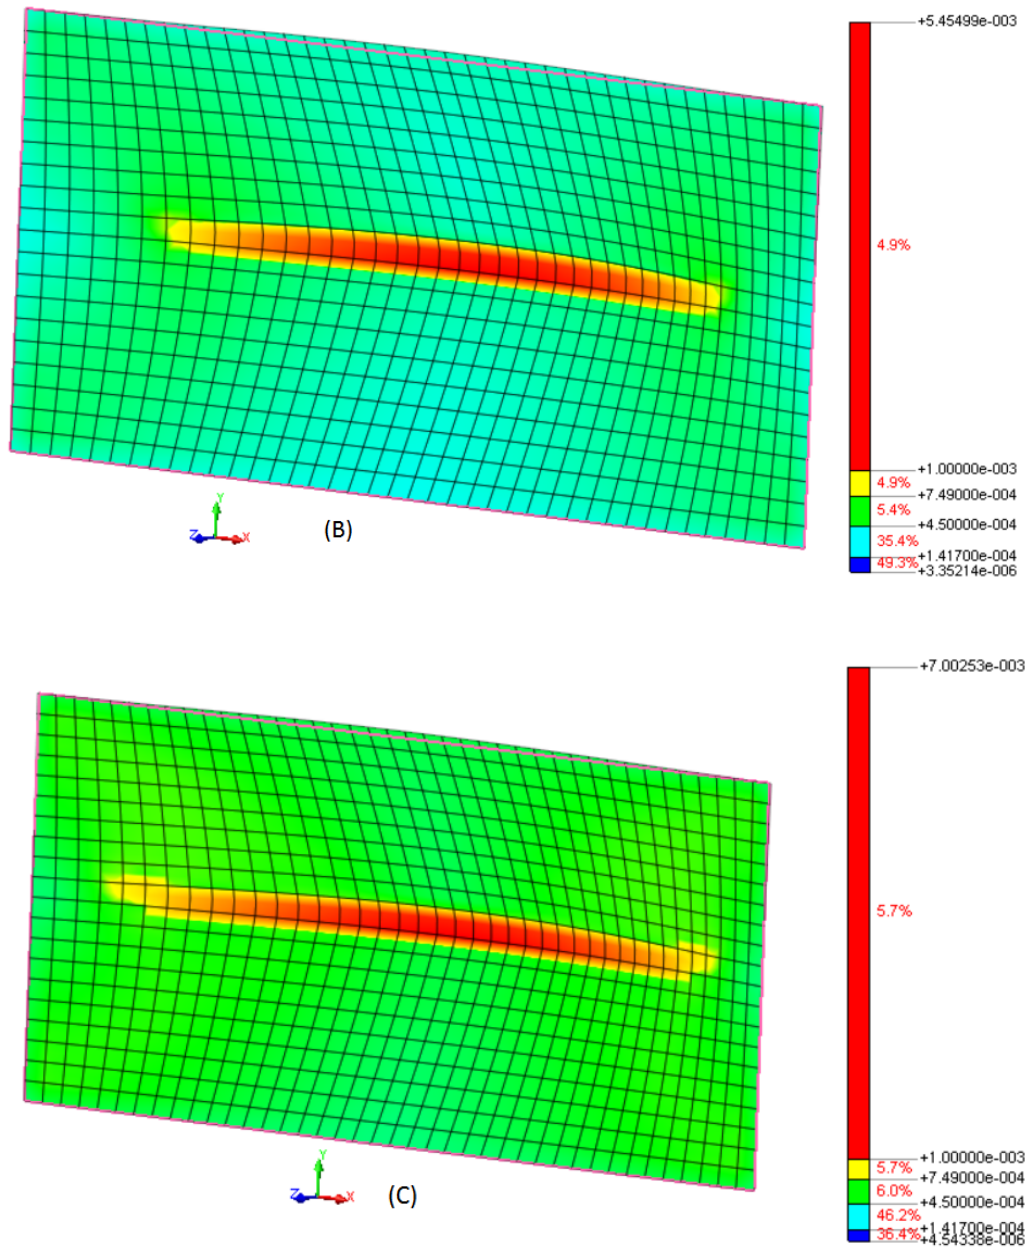 +5.45499e-003
4.9%
+1.00000e-003
4.9%
+7.49000e-004
5.4%
+4.50000e-004
35.4%
+1.41700e-004
49.3%
+3.35214e-006
Y
Z X
(B)
+7.00253e-003
5.7%
+1.00000e-003
5.7%
+7.49000e-004
6.0%
+4.50000e-004
46.2%
+1.41700e-004
36.4%
+4.54338e-006
Y
Z X
(C)